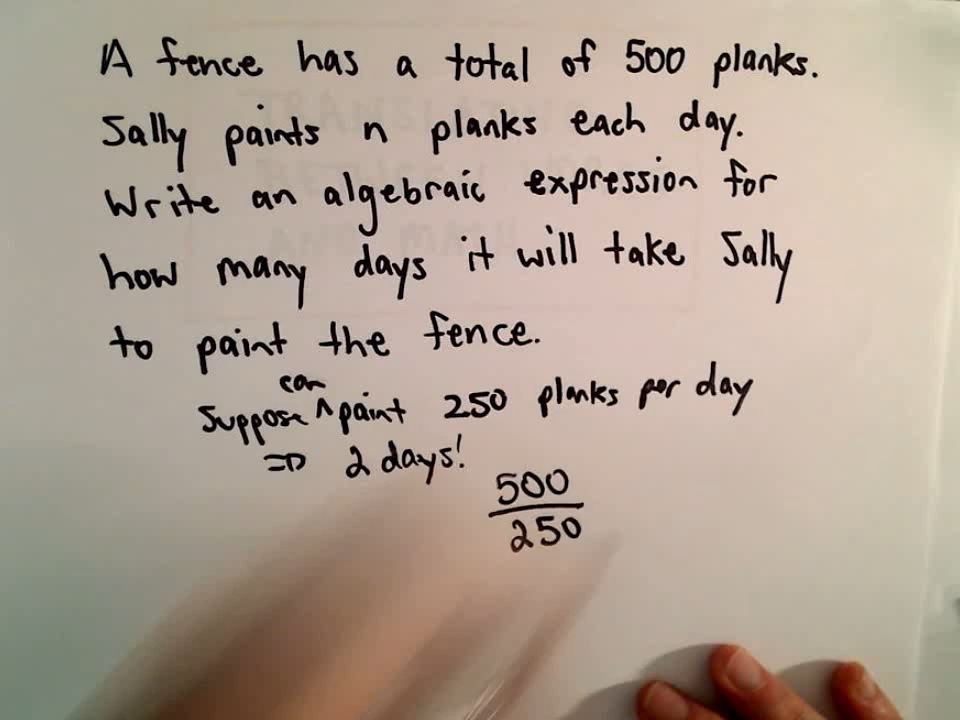 A fence has a total of 500 planks.
Sally paints n planks each day.
Write an algebraic expression for
how many days it will take Sally
to paint the fence.
can
Suppose ^ paint 250 planks per day
⇒ 2 days!
500
250